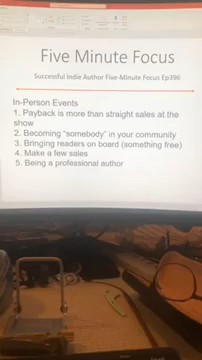 Five Minute Focus
Successful Indie Author Five-Minute Focus Ep396
In-Person Events
1. Payback is more than straight sales at the
show
2. Becoming "somebody" in your community
3. Bringing readers on board (something free)
4. Make a few sales
5. Being a professional author